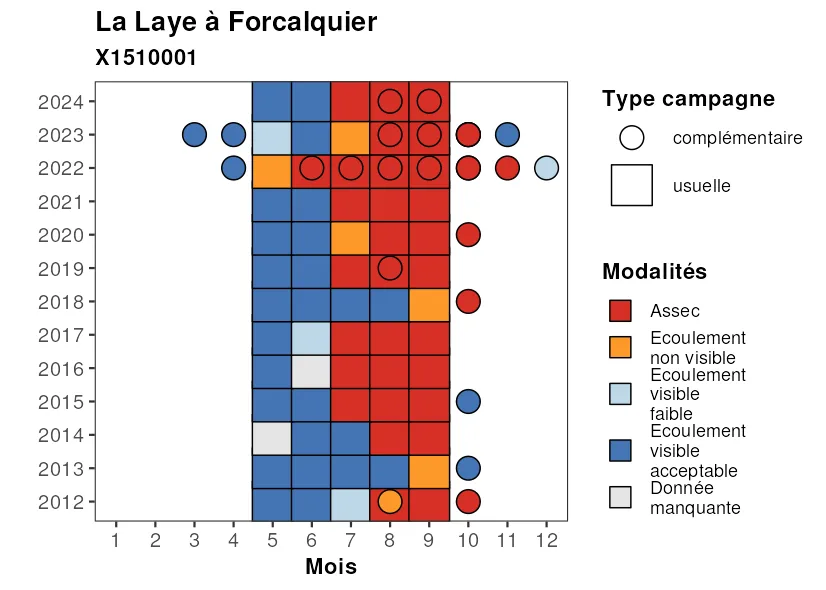 La Laye à Forcalquier
X1510001
2024
2023
2022
2021
2020
2019
2018
2017
2016
2015
2014
2013
2012
1 2 3 4 5 6 7 8 9 10 11 12
Mois
Type campagne
complémentaire
usuelle
Modalités
Assec
Ecoulement
non visible
Ecoulement
visible
faible
Ecoulement
visible
acceptable
Donnée
manquante